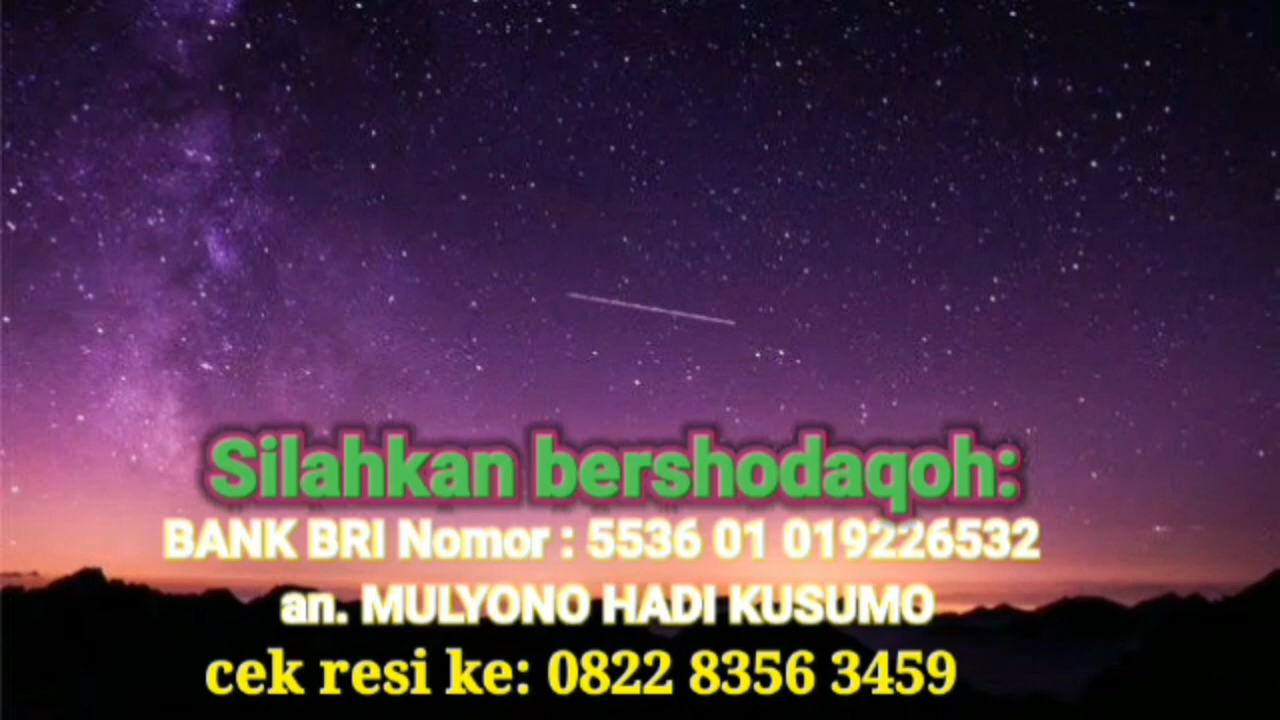 Silahkan bershodaqoh:
BANK BRI Nomor : 5536 01 019226532
an. MULYONO HADI KUSUMO
cek resi ke: 0822 8356 3459